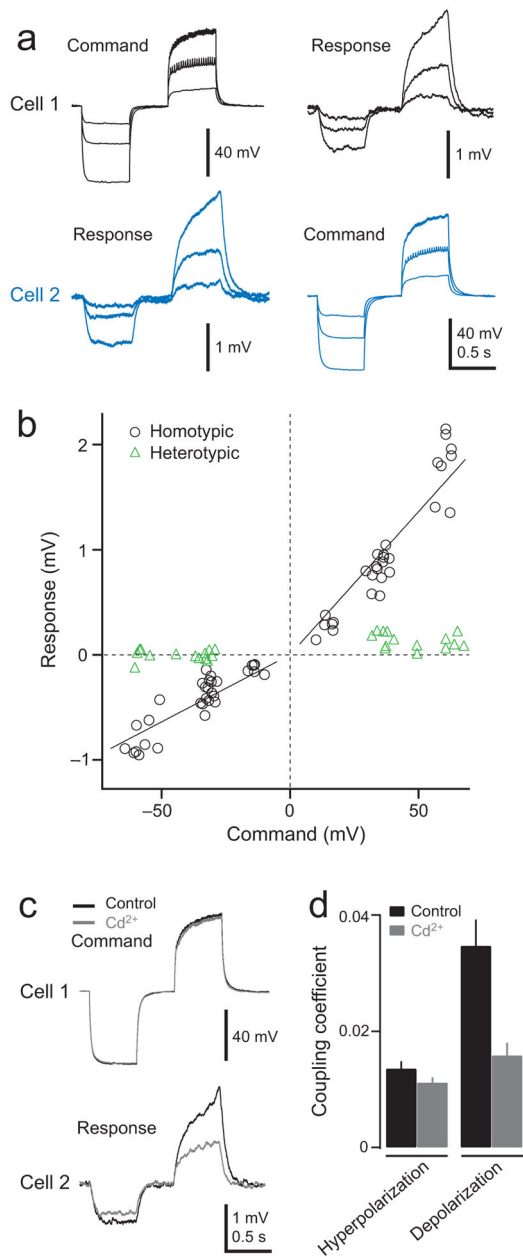 a
Command
Response
Cell 1
40 mV
1 mV
Response
Command
Cell 2
1 mV
40 mV
0.5 s
b
Homotypic
Heterotypic
2
1
0
−1
Response (mV)
−50
0
50
Command (mV)
c
Control
Cd²⁺
Command
Cell 1
40 mV
Response
Cell 2
1 mV
0.5 s
d
Control
Cd²⁺
0.04
0.02
0
Coupling coefficient
Hyperpolarization
Depolarization